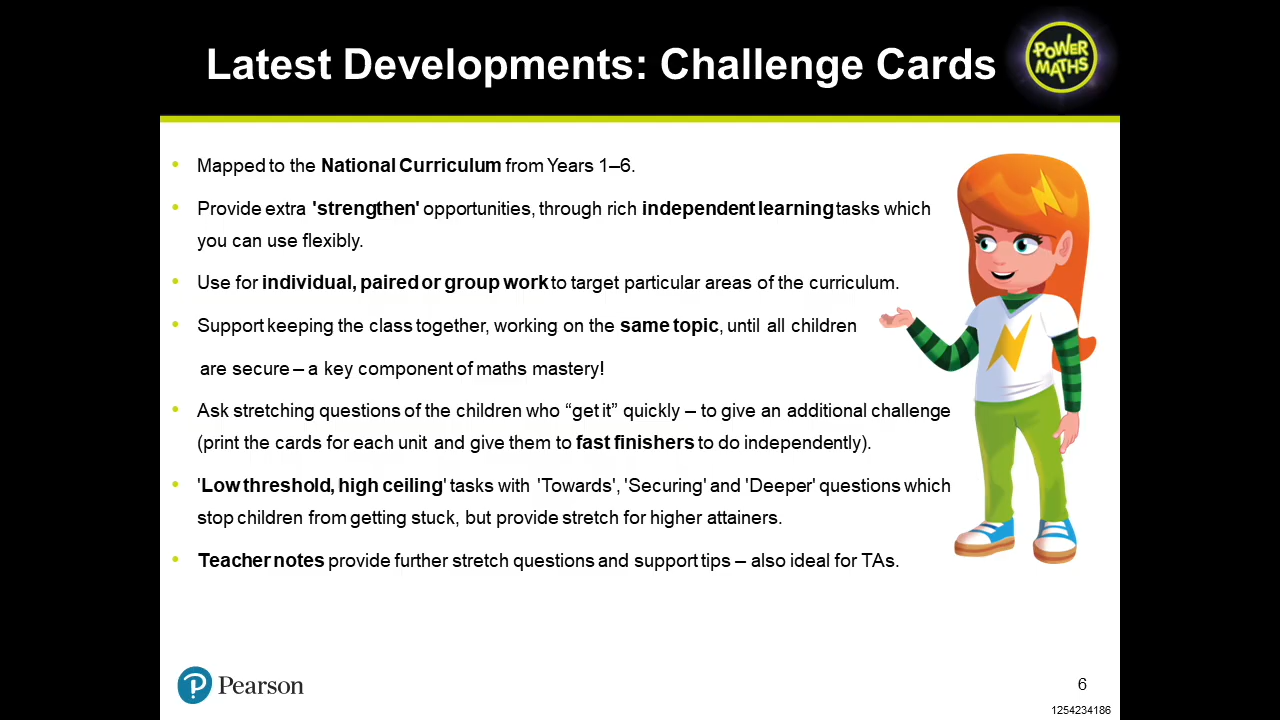 Latest Developments: Challenge Cards
POWER
MATHS
• Mapped to the National Curriculum from Years 1–6.
• Provide extra 'strengthen' opportunities, through rich independent learning tasks which
you can use flexibly.
• Use for individual, paired or group work to target particular areas of the curriculum.
• Support keeping the class together, working on the same topic, until all children
are secure – a key component of maths mastery!
• Ask stretching questions of the children who “get it” quickly – to give an additional challenge
(print the cards for each unit and give them to fast finishers to do independently).
• 'Low threshold, high ceiling' tasks with 'Towards', 'Securing' and 'Deeper' questions which
stop children from getting stuck, but provide stretch for higher attainers.
• Teacher notes provide further stretch questions and support tips – also ideal for TAs.
Pearson
6
1254234186